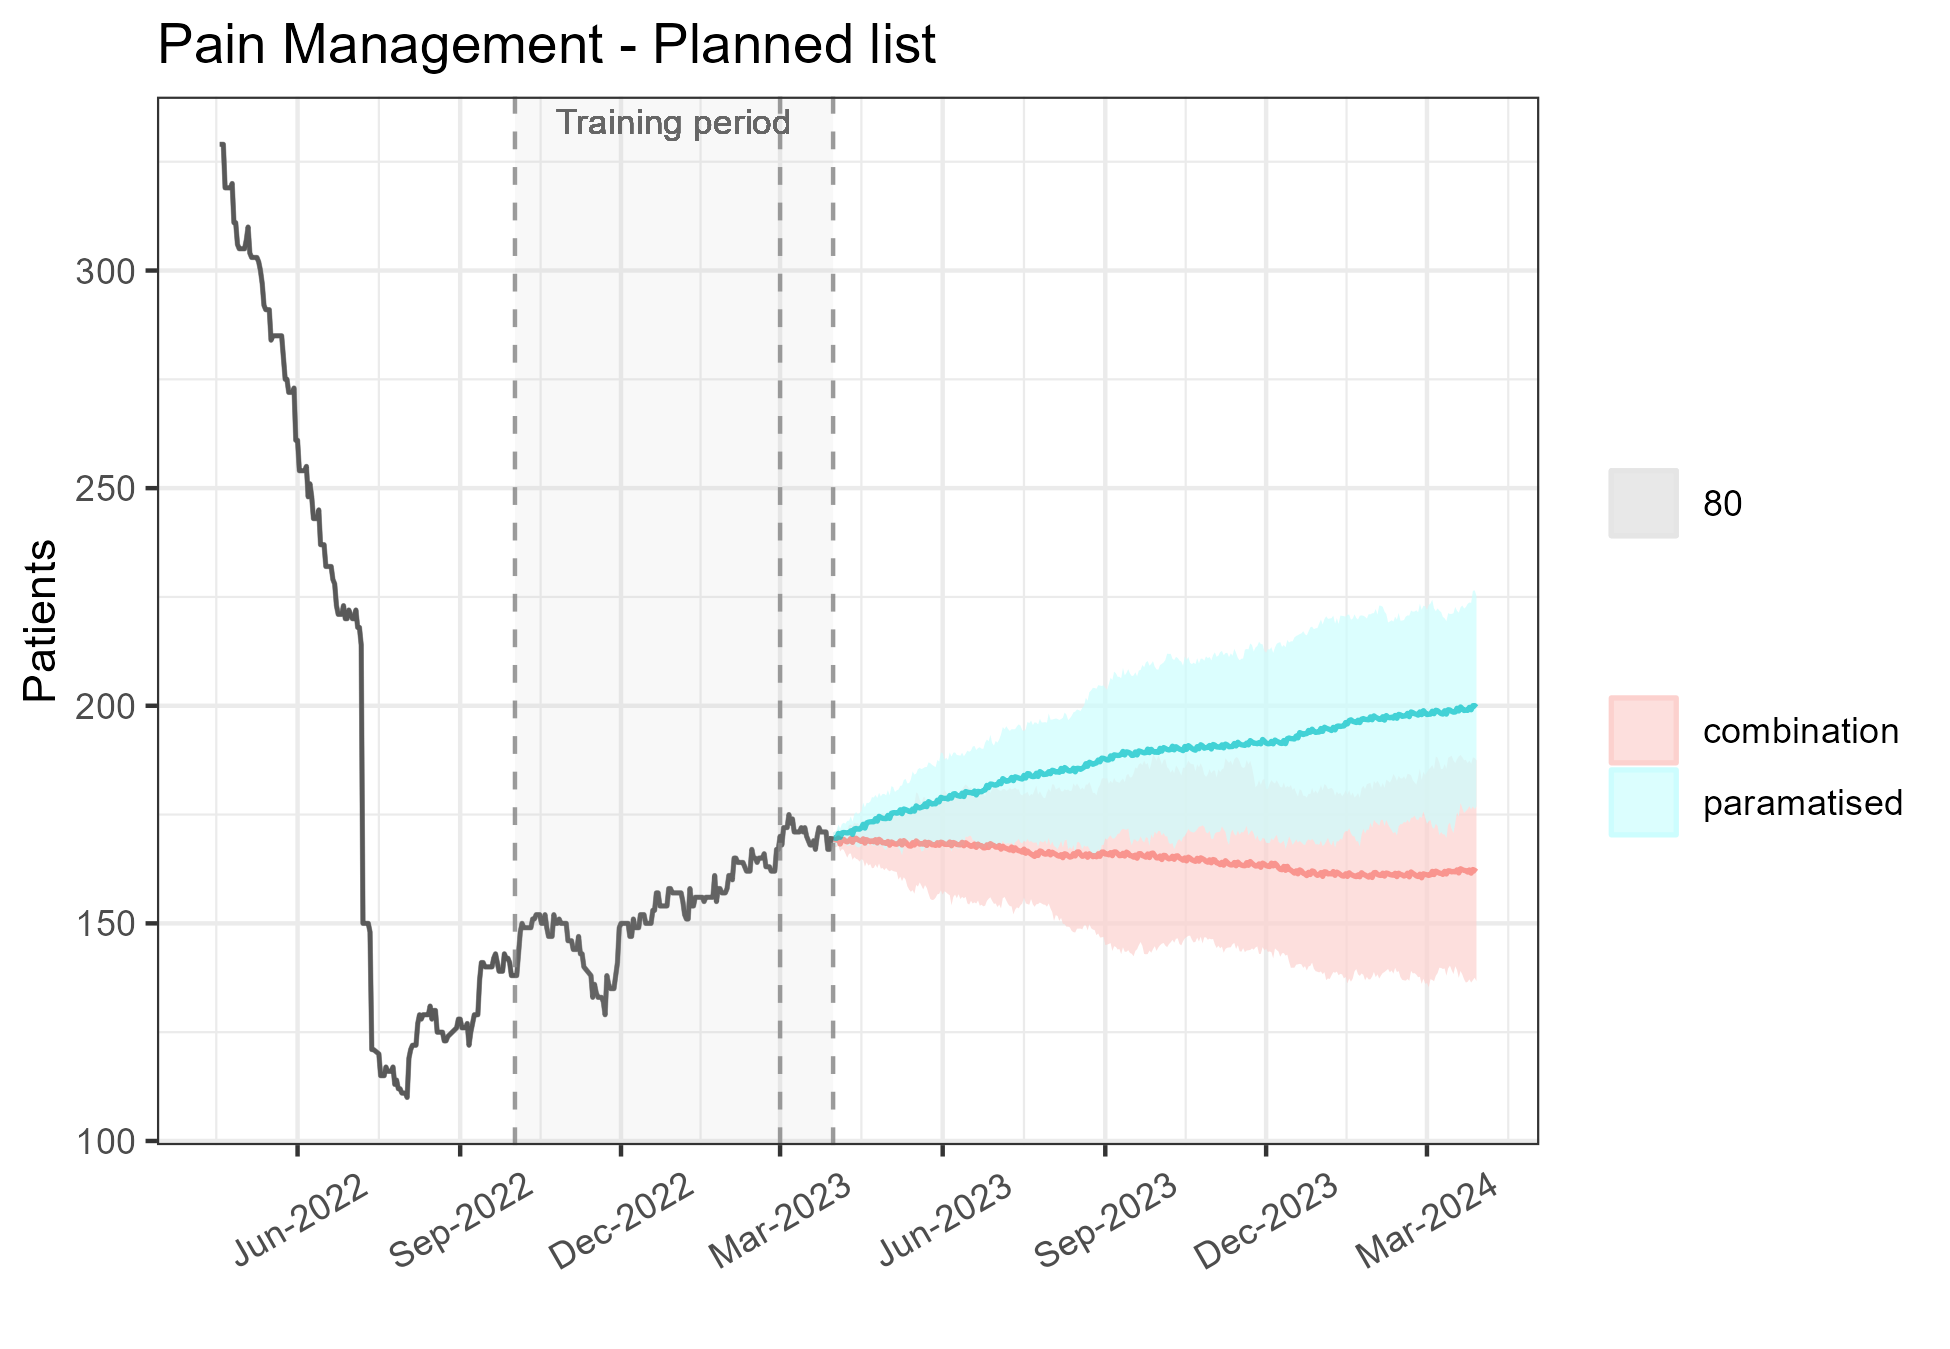 Pain Management - Planned list
Training period
Patients
300
250
200
150
100
Jun-2022
Sep-2022
Dec-2022
Mar-2023
Jun-2023
Sep-2023
Dec-2023
Mar-2024
80
combination
paramatised